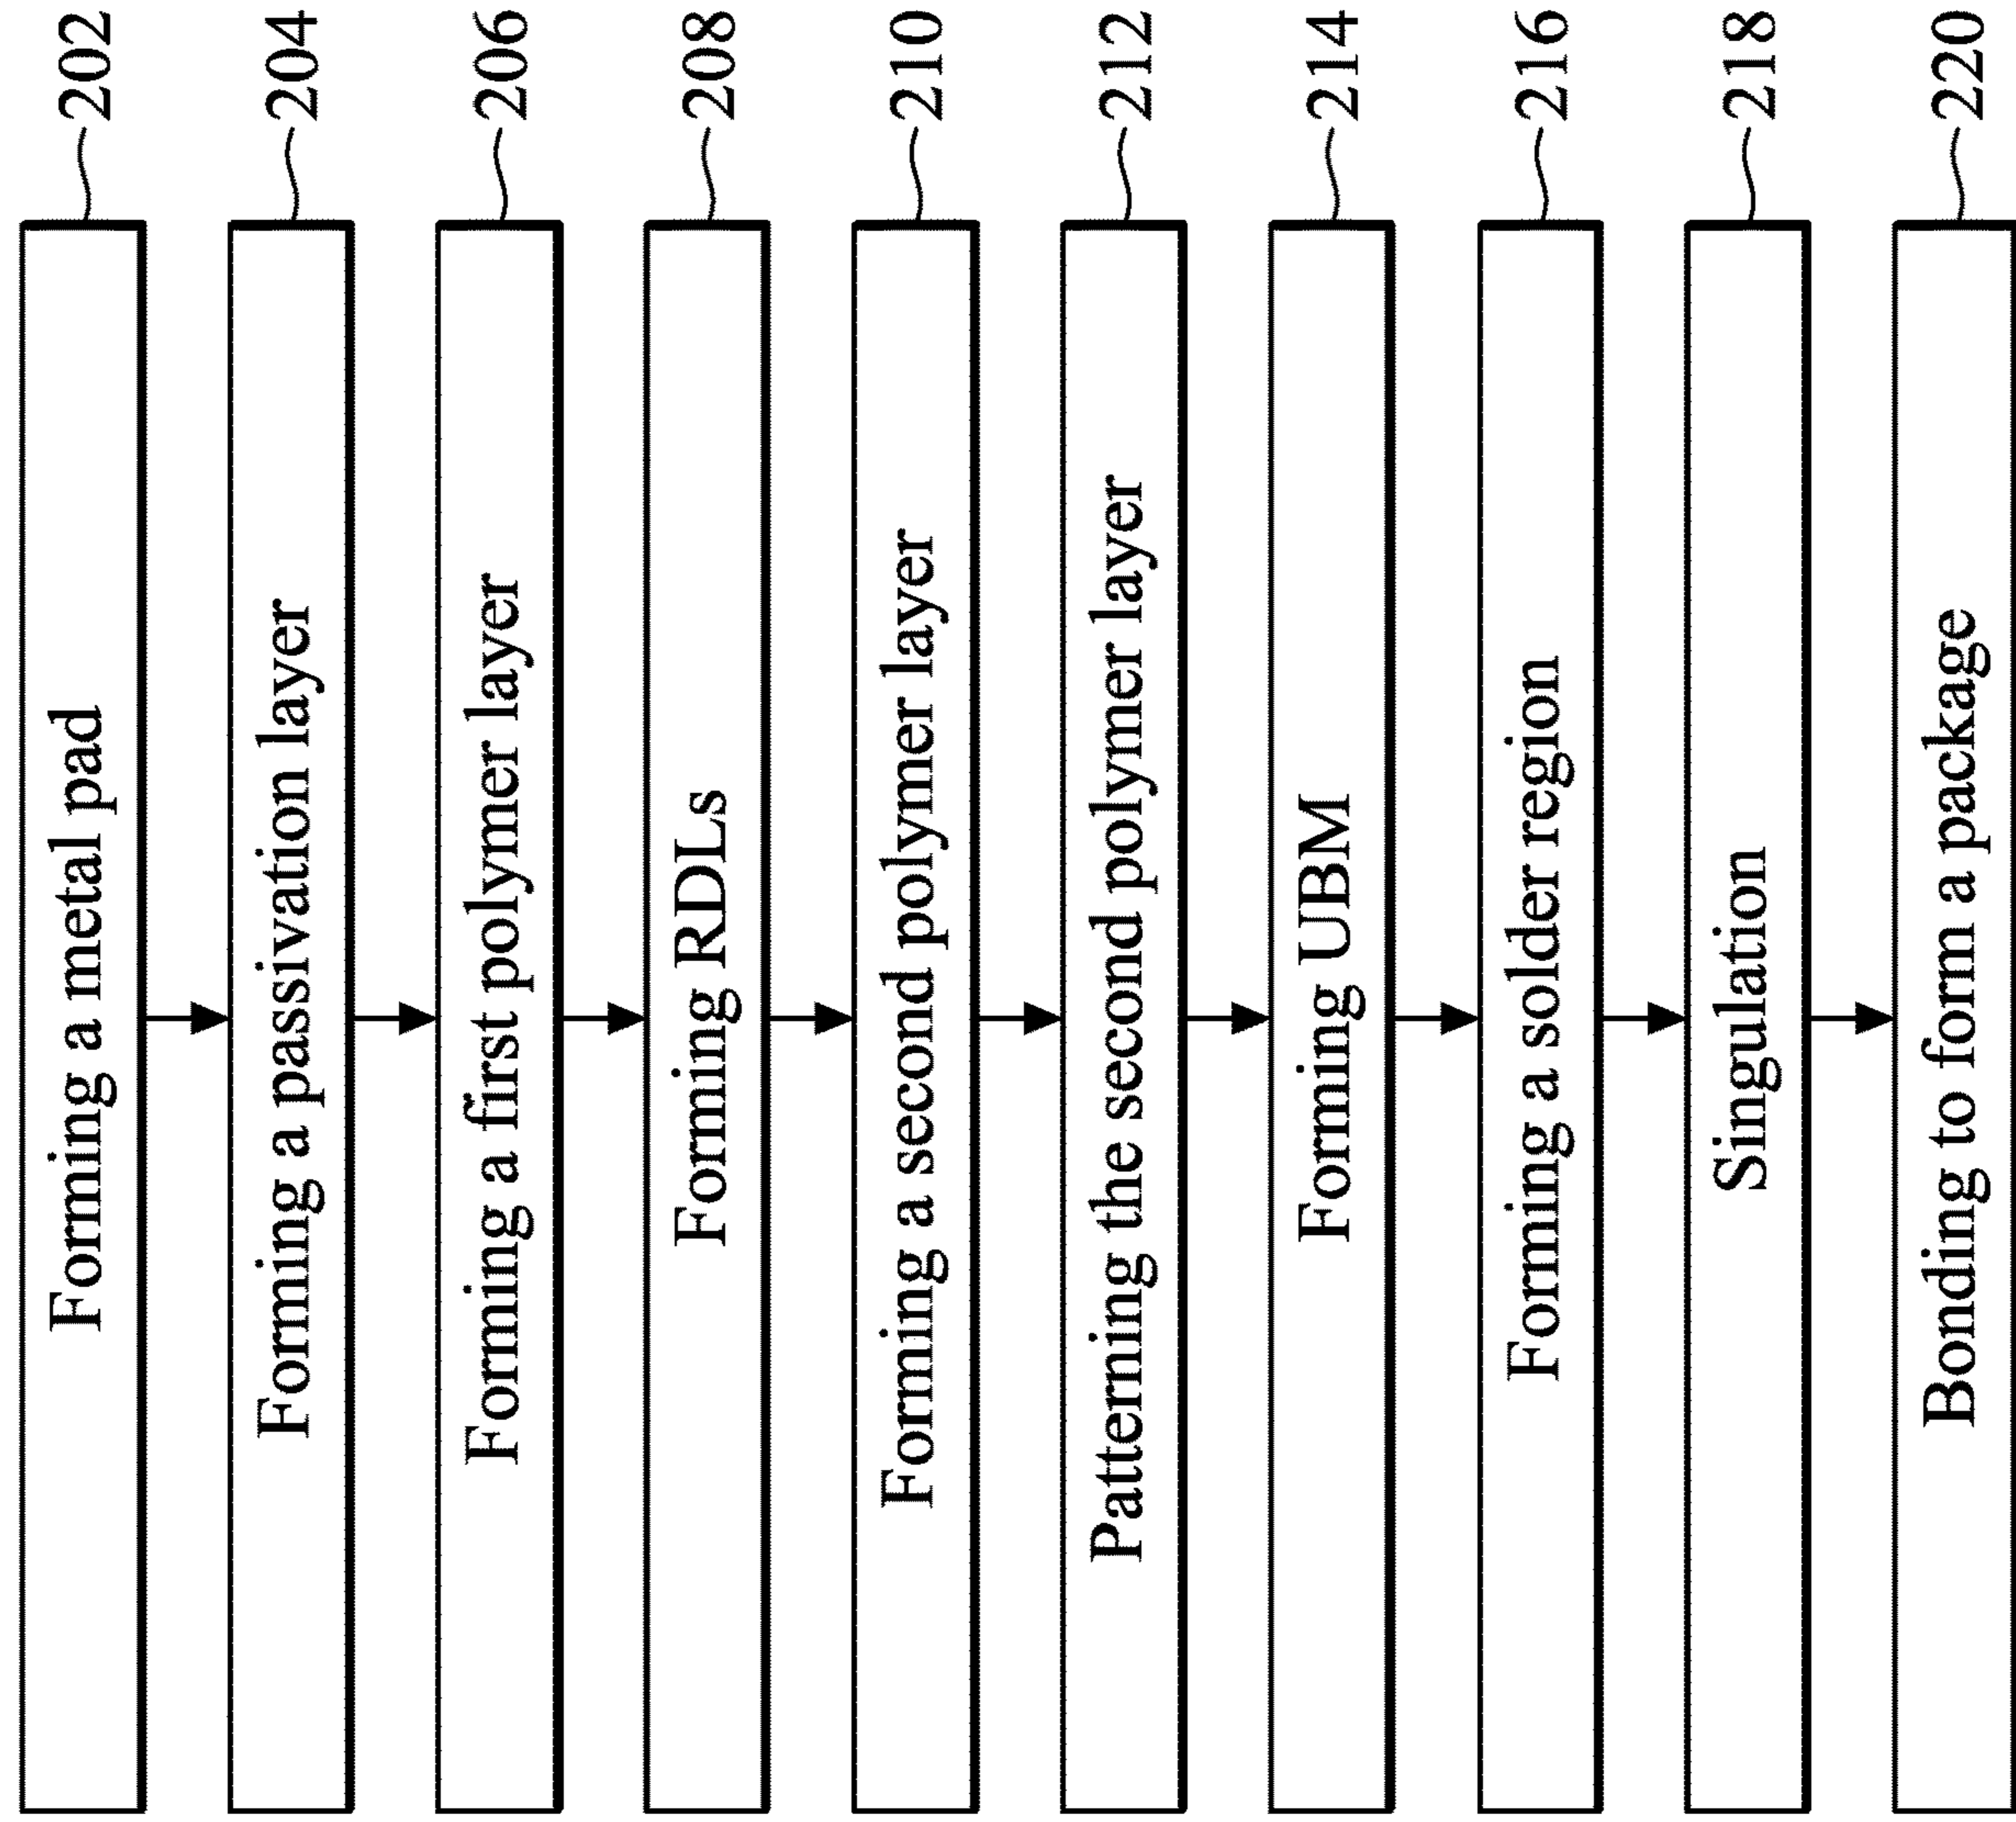 Forming a metal pad 202
Forming a passivation layer 204
Forming a first polymer layer 206
Forming RDLs 208
Forming a second polymer layer 210
Patterning the second polymer layer 212
Forming UBM 214
Forming a solder region 216
Singulation 218
Bonding to form a package 220